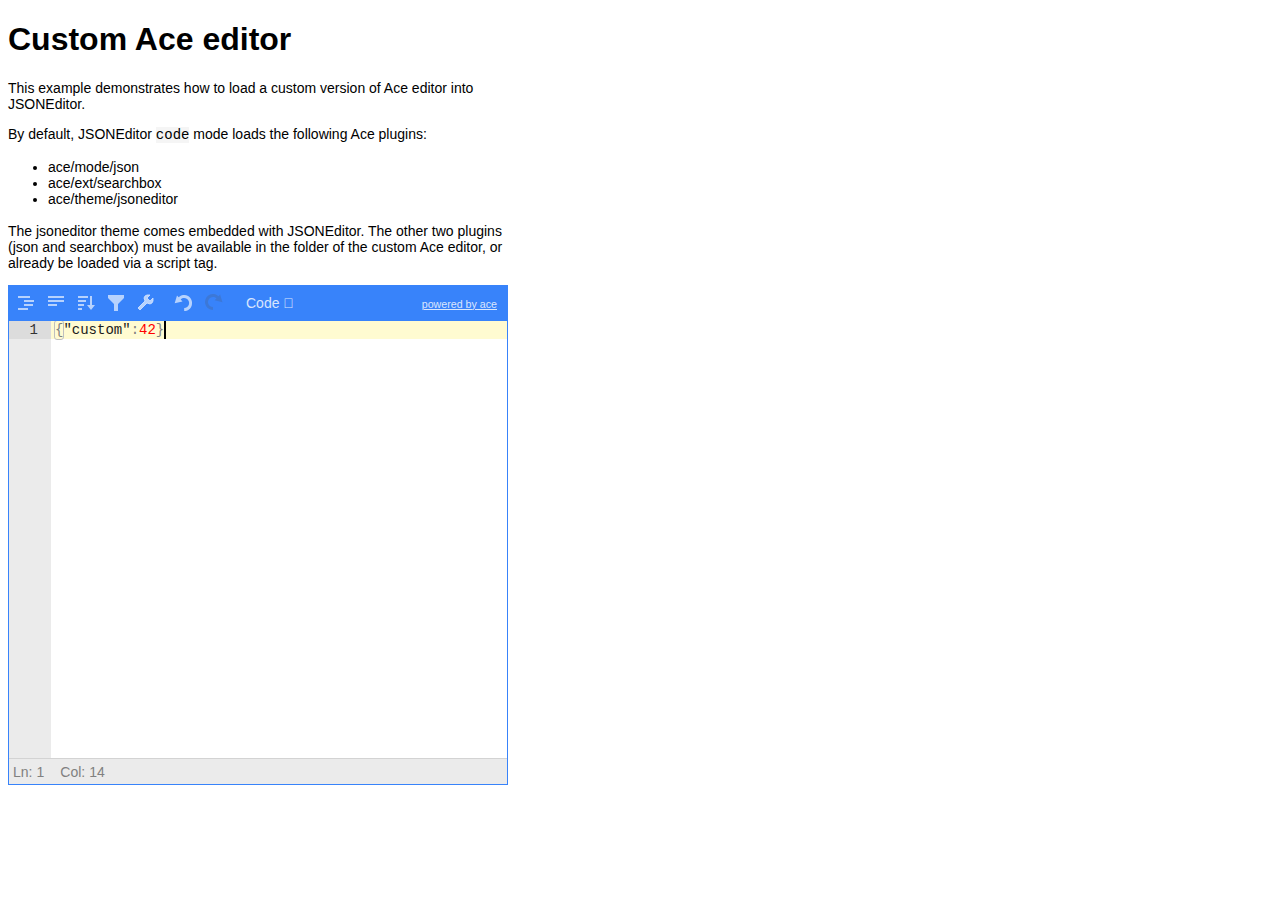 Custom Ace editor
This example demonstrates how to load a custom version of Ace editor into
JSONEditor.
By default, JSONEditor code mode loads the following Ace plugins:
• ace/mode/json
• ace/ext/searchbox
• ace/theme/jsoneditor
The jsoneditor theme comes embedded with JSONEditor. The other two plugins
(json and searchbox) must be available in the folder of the custom Ace editor, or
already be loaded via a script tag.
Code powered by ace
1 {"custom":42}
Ln: 1 Col: 14